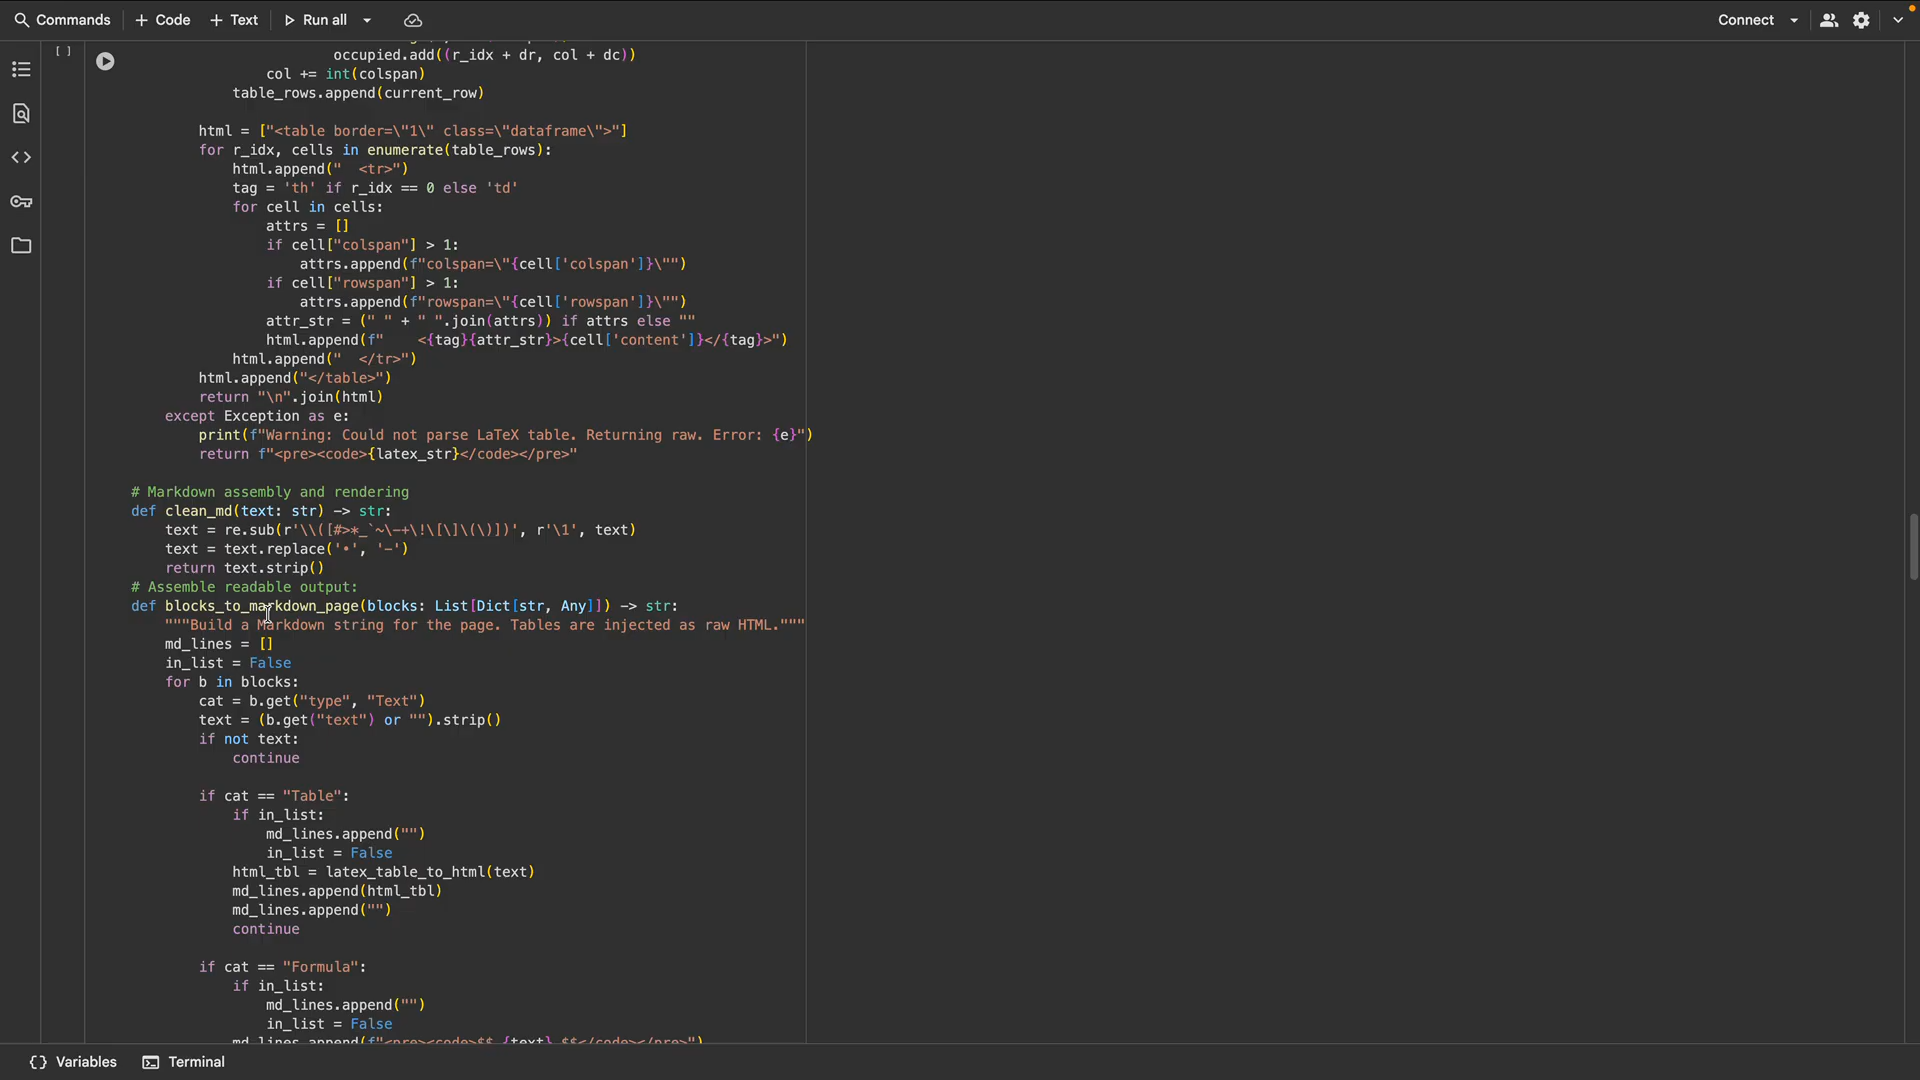 Commands + Code + Text Run all Connect
[ ]
occupied.add((r_idx + dr, col + dc))
col += int(colspan)
table_rows.append(current_row)
html = ["<table border=\"1\" class=\"dataframe\">"]
for r_idx, cells in enumerate(table_rows):
html.append("  <tr>")
tag = 'th' if r_idx == 0 else 'td'
for cell in cells:
attrs = []
if cell["colspan"] > 1:
attrs.append(f"colspan=\"{cell['colspan']}\"")
if cell["rowspan"] > 1:
attrs.append(f"rowspan=\"{cell['rowspan']}\"")
attr_str = (" " + " ".join(attrs)) if attrs else ""
html.append(f"    <{tag}{attr_str}>{cell['content']}</{tag}>")
html.append("  </tr>")
html.append("</table>")
return "\n".join(html)
except Exception as e:
print(f"Warning: Could not parse LaTeX table. Returning raw. Error: {e}")
return f"<pre><code>{latex_str}</code></pre>"
# Markdown assembly and rendering
def clean_md(text: str) -> str:
text = re.sub(r'\\([#>*_`~\-+\!\[\]\(\)])', r'\1', text)
text = text.replace('•', '-')
return text.strip()
# Assemble readable output:
def blocks_to_markdown_page(blocks: List[Dict[str, Any]]) -> str:
"""Build a Markdown string for the page. Tables are injected as raw HTML."""
md_lines = []
in_list = False
for b in blocks:
cat = b.get("type", "Text")
text = (b.get("text") or "").strip()
if not text:
continue
if cat == "Table":
if in_list:
md_lines.append("")
in_list = False
html_tbl = latex_table_to_html(text)
md_lines.append(html_tbl)
md_lines.append("")
continue
if cat == "Formula":
if in_list:
md_lines.append("")
in_list = False
md_lines.append(f"<pre><code>$$ {text} $$</code></pre>")
{} Variables Terminal